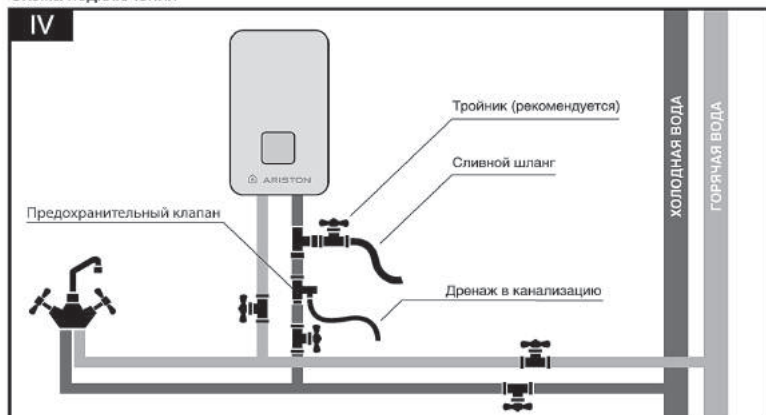 IV
Тройник (рекомендуется)
Сливной шланг
ARISTON
Предохранительный клапан
Дренаж в канализацию
ХОЛОДНАЯ ВОДА
ГОРЯЧАЯ ВОДА